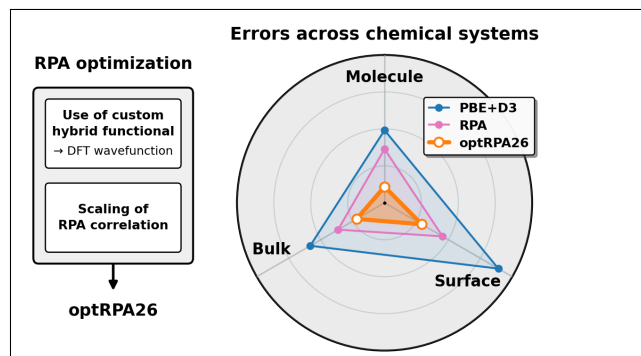 Errors across chemical systems
RPA optimization
Use of custom
hybrid functional
→ DFT wavefunction
Scaling of
RPA correlation
optRPA26
Molecule
PBE+D3
RPA
optRPA26
Bulk
Surface